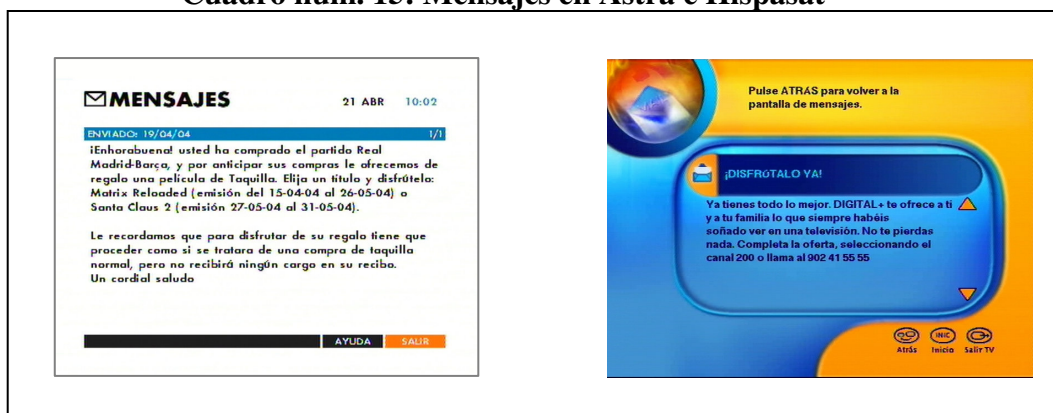 Cuadro núm. 15: Mensajes en Astra e Hispasat
MENSAJES
21 ABR 10:02
ENVIADO: 19/04/04 1/1
¡Enhorabuena! usted ha comprado el partido Real
Madrid-Barça, y por anticipar sus compras le ofrecemos de
regalo una película de Taquilla. Elija un título y disfrútelo:
Matrix Reloaded (emisión del 15-04-04 al 26-05-04) o
Santa Claus 2 (emisión 27-05-04 al 31-05-04).
Le recordamos que para disfrutar de su regalo tiene que
proceder como si se tratara de una compra de taquilla
normal, pero no recibirá ningún cargo en su recibo.
Un cordial saludo
AYUDA SALIR
Pulse ATRÁS para volver a la
pantalla de mensajes.
¡DISFRúTALO YA!
Ya tienes todo lo mejor. DIGITAL+ te ofrece a ti
y a tu familia lo que siempre habéis
soñado ver en una televisión. No te pierdas
nada. Completa la oferta, seleccionando el
canal 200 o llama al 902 41 55 55
INIC
Atrás Inicio Salir TV